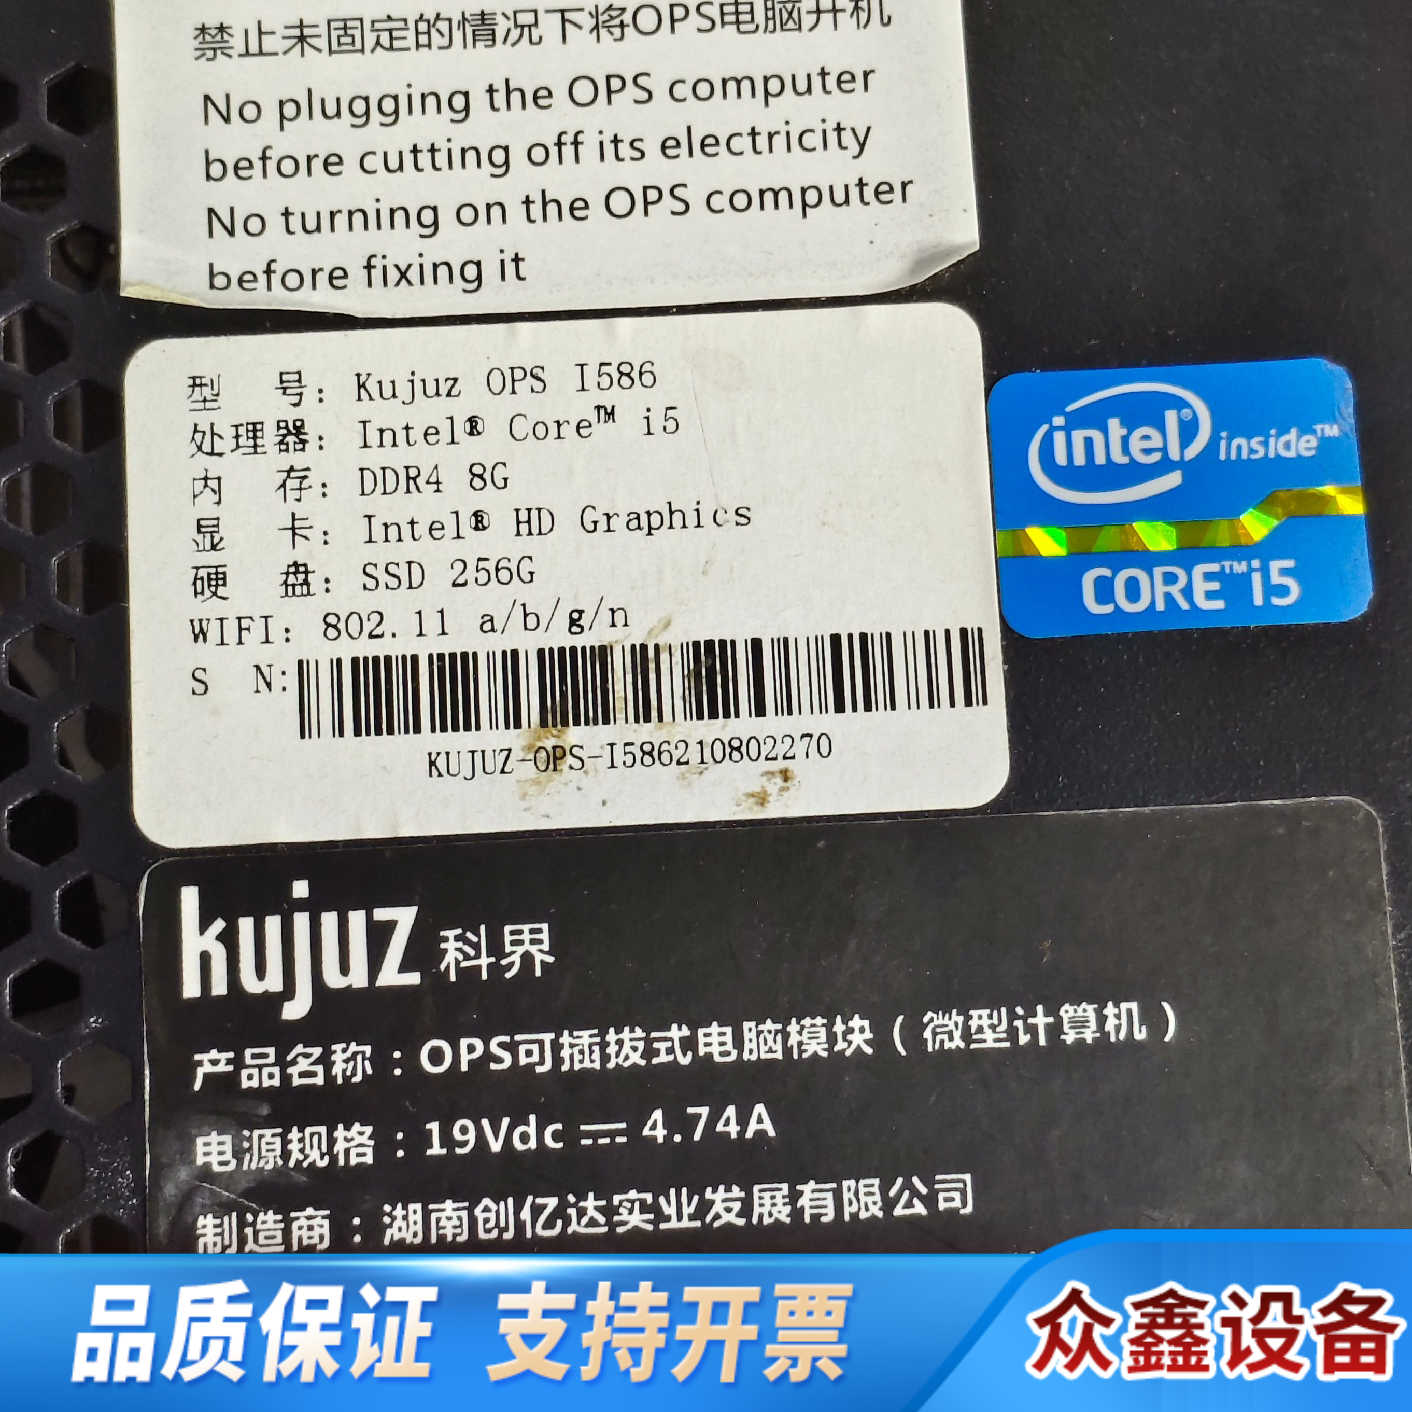 禁止未固定的情况下将OPS电脑开机
No plugging the OPS computer
before cutting off its electricity
No turning on the OPS computer
before fixing it
型 号: Kujuz OPS I586
处理器: Intel® Core™ i5
内 存: DDR4 8G
显 卡: Intel® HD Graphics
硬 盘: SSD 256G
WIFI: 802.11 a/b/g/n
S N:
KUJUZ-OPS-I586210802270
intel® inside™
CORE™ i5
kujuz 科界
产品名称：OPS可插拔式电脑模块（微型计算机）
电源规格：19Vdc ⎓ 4.74A
制造商：湖南创亿达实业发展有限公司
品质保证 支持开票
众鑫设备